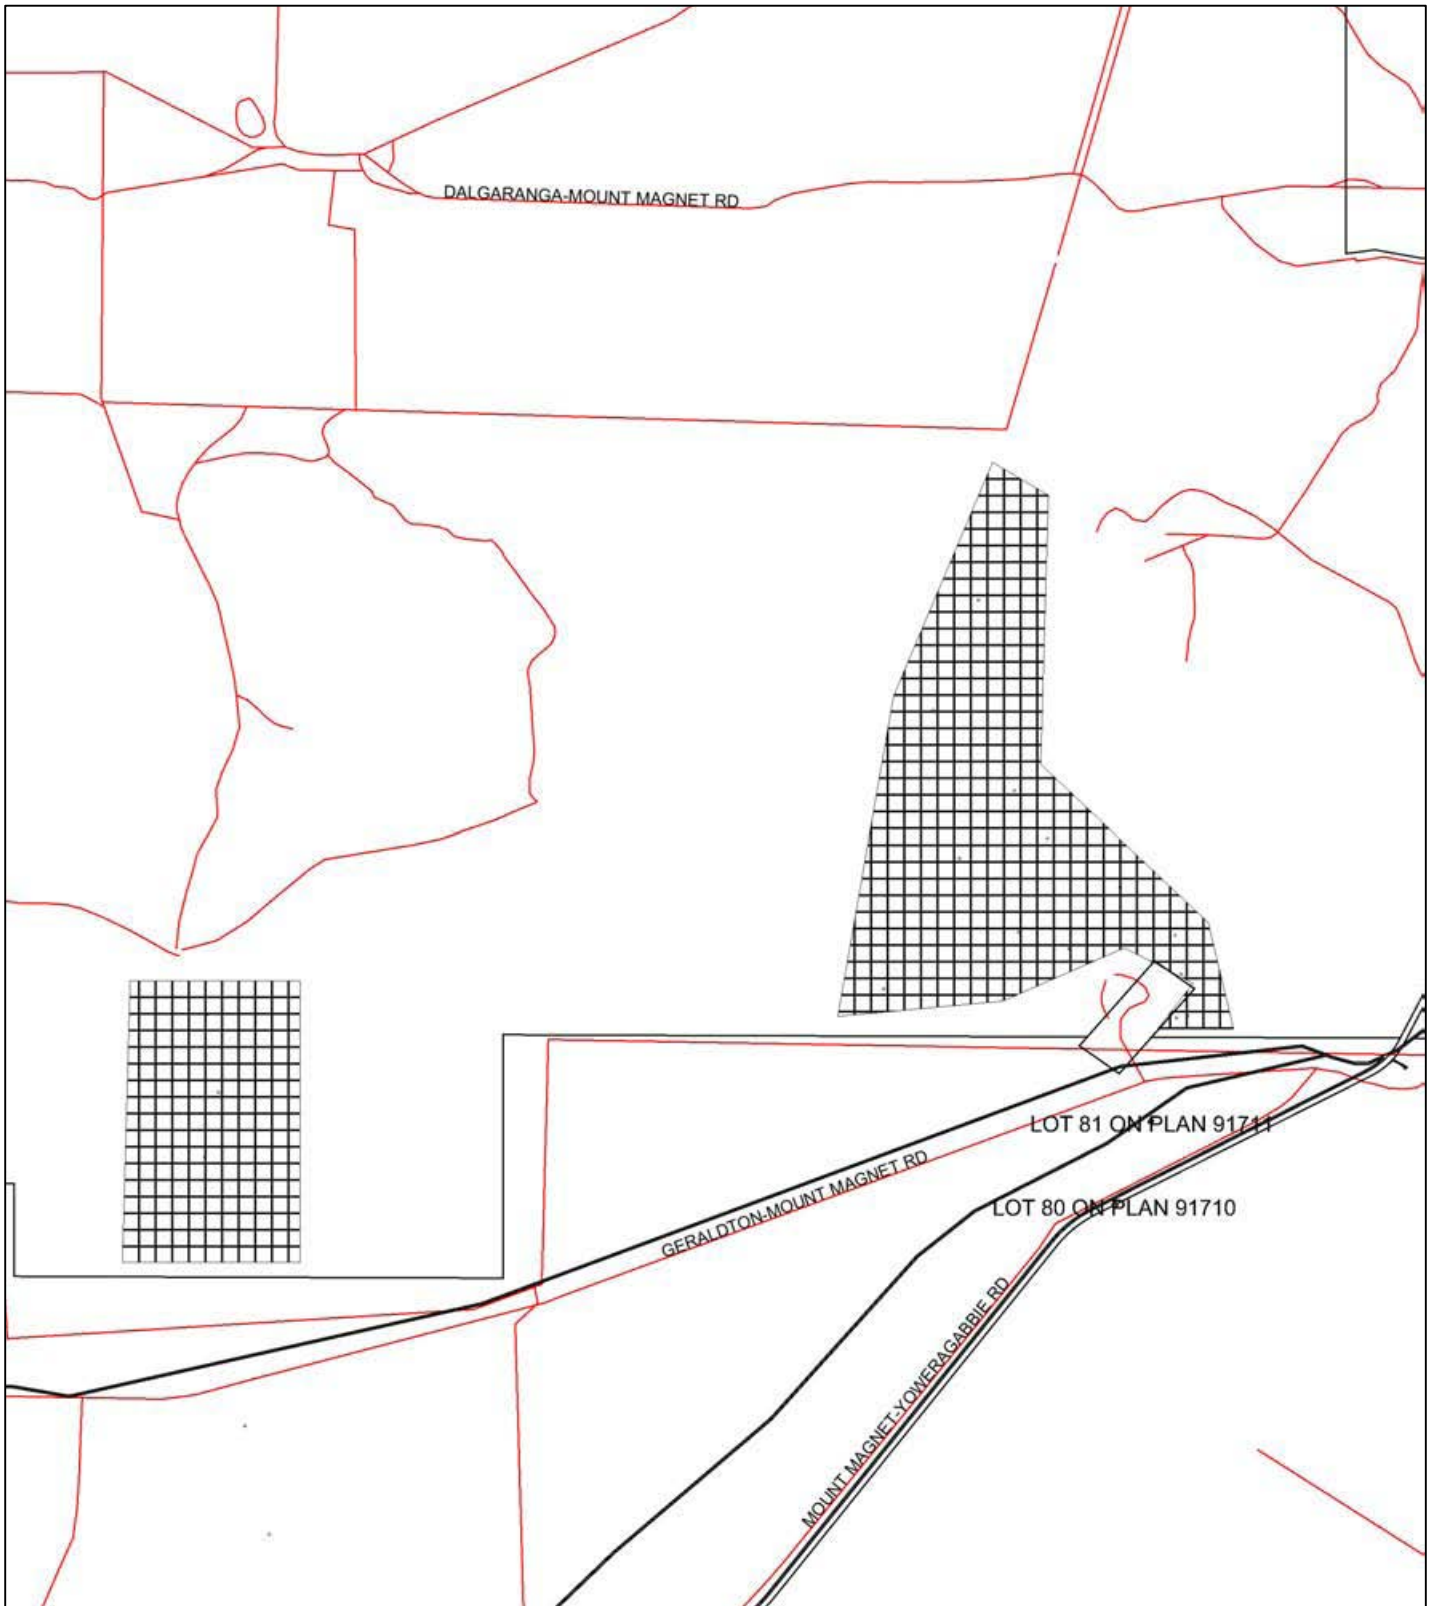 DALGARANGA-MOUNT MAGNET RD
LOT 81 ON PLAN 91711
GERALDTON-MOUNT MAGNET RD
LOT 80 ON PLAN 91710
MOUNT MAGNET-YOWERAGABBIE RD